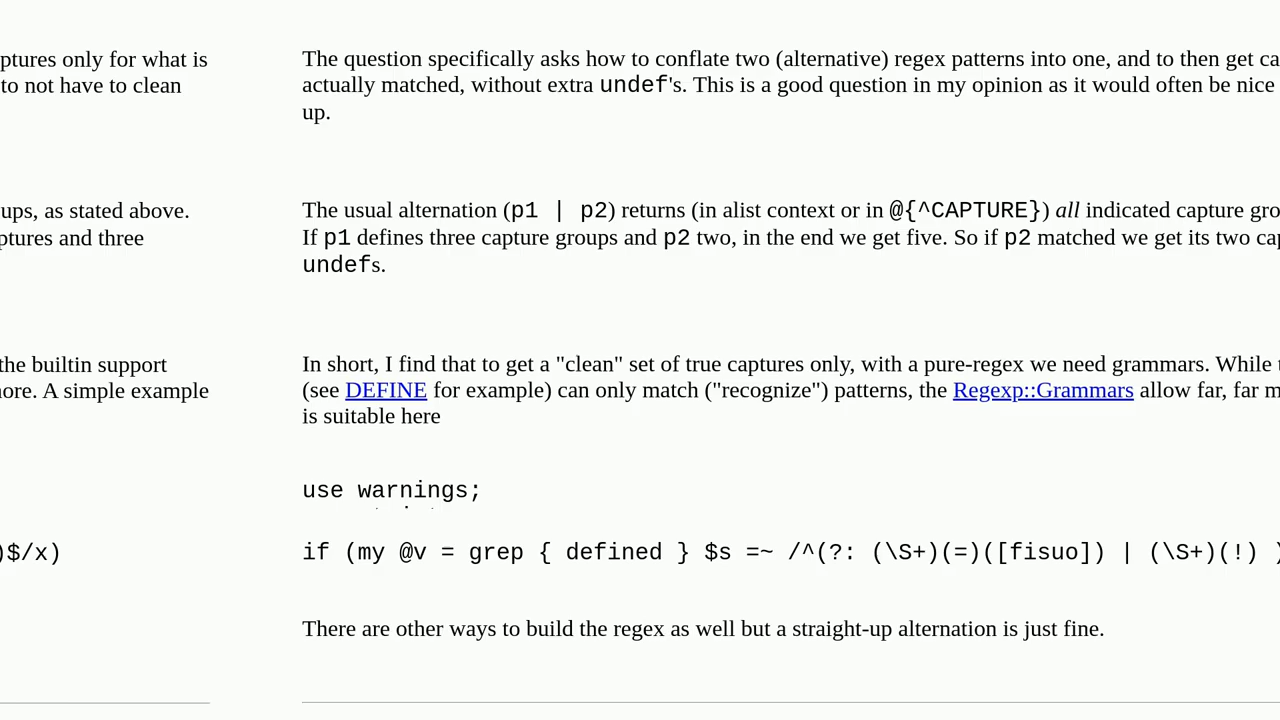 ptures only for what is
to not have to clean
ups, as stated above.
ptures and three
the builtin support
ore. A simple example
)$/x)
The question specifically asks how to conflate two (alternative) regex patterns into one, and to then get ca
actually matched, without extra undef's. This is a good question in my opinion as it would often be nice
up.
The usual alternation (p1 | p2) returns (in alist context or in @{^CAPTURE}) all indicated capture gro
If p1 defines three capture groups and p2 two, in the end we get five. So if p2 matched we get its two cap
undefs.
In short, I find that to get a "clean" set of true captures only, with a pure-regex we need grammars. While t
(see DEFINE for example) can only match ("recognize") patterns, the Regexp::Grammars allow far, far m
is suitable here
use warnings;
if (my @v = grep { defined } $s =~ /^(?: (\S+)(=)([fisuo]) | (\S+)(!) )
There are other ways to build the regex as well but a straight-up alternation is just fine.